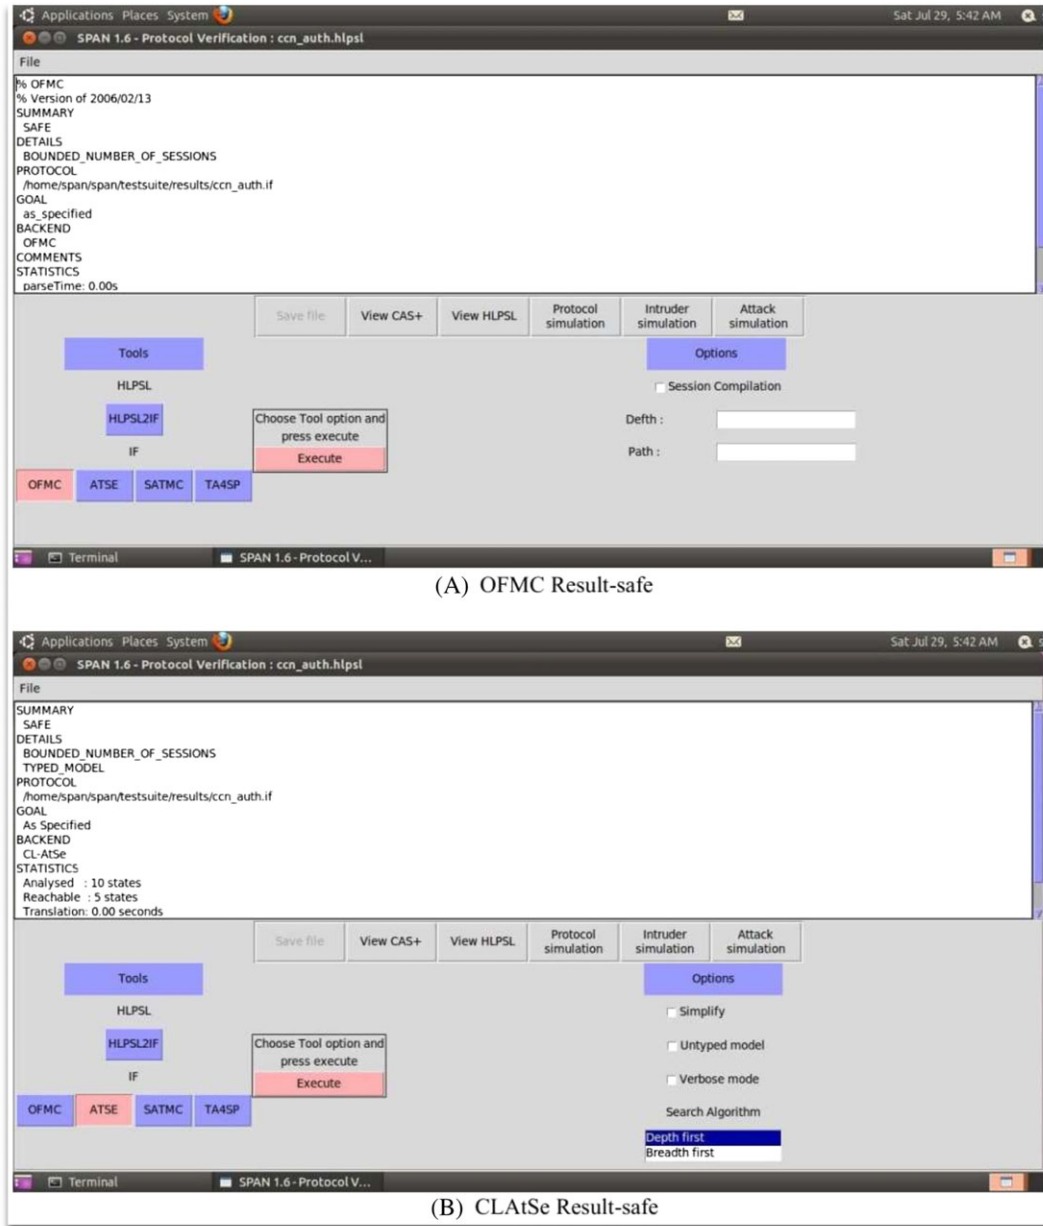 Applications Places System Sat Jul 29, 5:42 AM
SPAN 1.6 - Protocol Verification : ccn_auth.hlpsl
File
% OFMC
% Version of 2006/02/13
SUMMARY
SAFE
DETAILS
BOUNDED_NUMBER_OF_SESSIONS
PROTOCOL
/home/span/span/testsuite/results/ccn_auth.if
GOAL
as_specified
BACKEND
OFMC
COMMENTS
STATISTICS
parseTime: 0.00s
Save file View CAS+ View HLPSL Protocol simulation Intruder simulation Attack simulation
Tools Options
HLPSL Session Compilation
HLPSL2IF Choose Tool option and press execute Defth :
IF Execute Path :
OFMC ATSE SATMC TA4SP
Terminal SPAN 1.6 - Protocol V...
(A) OFMC Result-safe
Applications Places System Sat Jul 29, 5:42 AM s
SPAN 1.6 - Protocol Verification : ccn_auth.hlpsl
File
SUMMARY
SAFE
DETAILS
BOUNDED_NUMBER_OF_SESSIONS
TYPED_MODEL
PROTOCOL
/home/span/span/testsuite/results/ccn_auth.if
GOAL
As Specified
BACKEND
CL-AtSe
STATISTICS
Analysed : 10 states
Reachable : 5 states
Translation: 0.00 seconds
Save file View CAS+ View HLPSL Protocol simulation Intruder simulation Attack simulation
Tools Options
HLPSL Simplify
HLPSL2IF Choose Tool option and press execute Untyped model
IF Execute Verbose mode
OFMC ATSE SATMC TA4SP Search Algorithm
Depth first
Breadth first
Terminal SPAN 1.6 - Protocol V...
(B) CLAtSe Result-safe